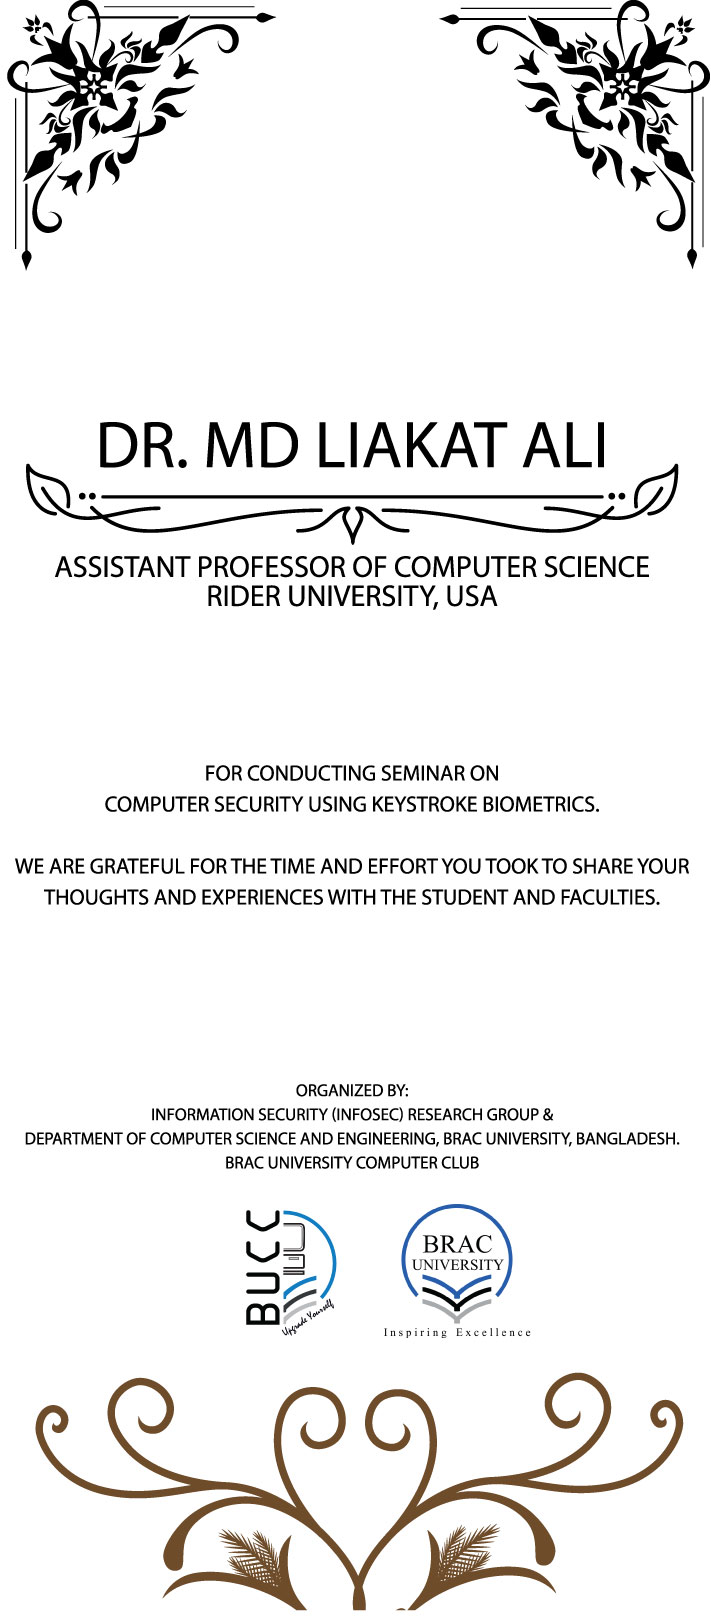 DR. MD LIAKAT ALI
ASSISTANT PROFESSOR OF COMPUTER SCIENCE
RIDER UNIVERSITY, USA
FOR CONDUCTING SEMINAR ON
COMPUTER SECURITY USING KEYSTROKE BIOMETRICS.
WE ARE GRATEFUL FOR THE TIME AND EFFORT YOU TOOK TO SHARE YOUR
THOUGHTS AND EXPERIENCES WITH THE STUDENT AND FACULTIES.
ORGANIZED BY:
INFORMATION SECURITY (INFOSEC) RESEARCH GROUP &
DEPARTMENT OF COMPUTER SCIENCE AND ENGINEERING, BRAC UNIVERSITY, BANGLADESH.
BRAC UNIVERSITY COMPUTER CLUB
BUCC
Upgrade Yourself
BRAC
UNIVERSITY
Inspiring Excellence